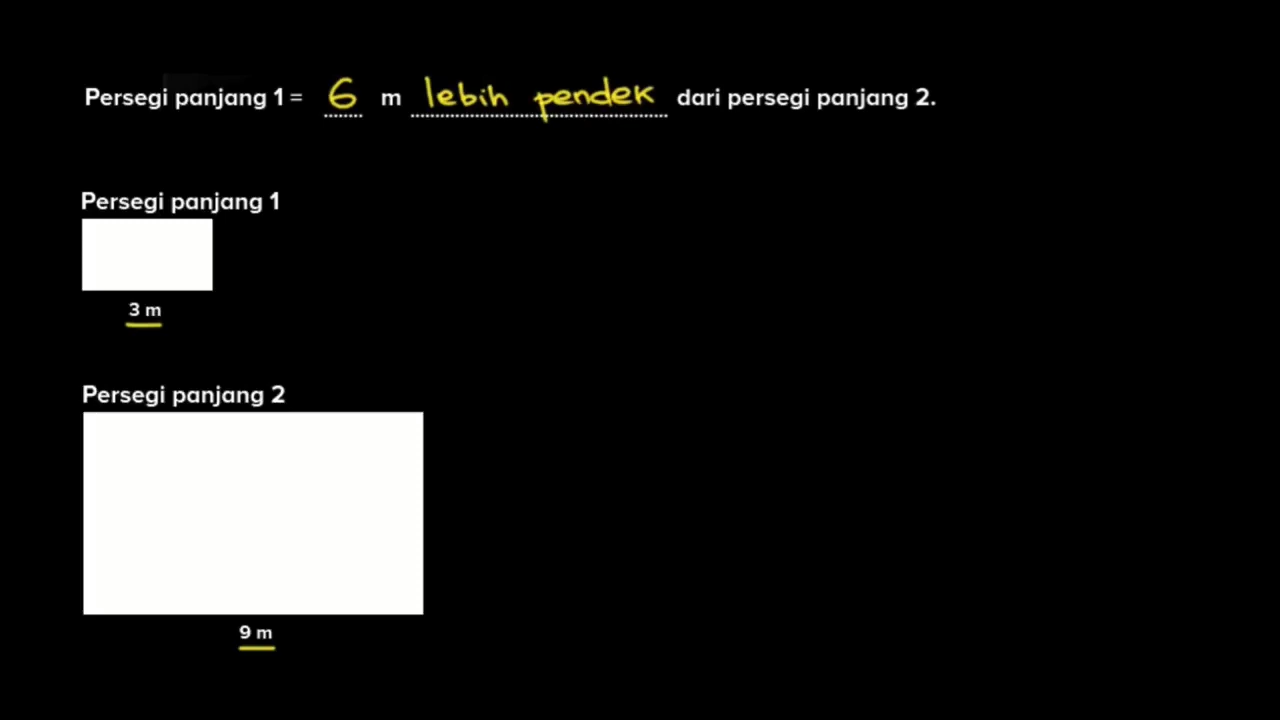 Persegi panjang 1 = 6 m lebih pendek dari persegi panjang 2.
Persegi panjang 1
3 m
Persegi panjang 2
9 m